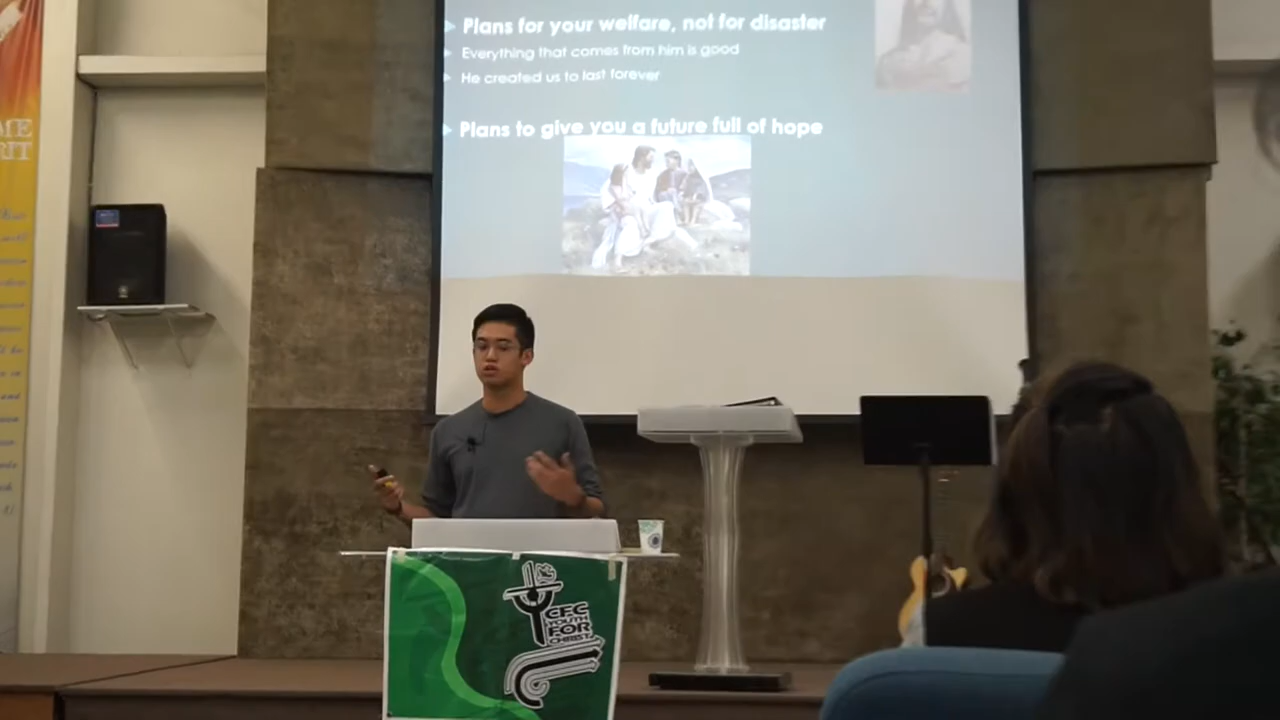 Plans for your welfare, not for disaster
Everything that comes from him is good
He created us to last forever
Plans to give you a future full of hope
ME
RIT
CFC
YOUTH
FOR
CHRIST